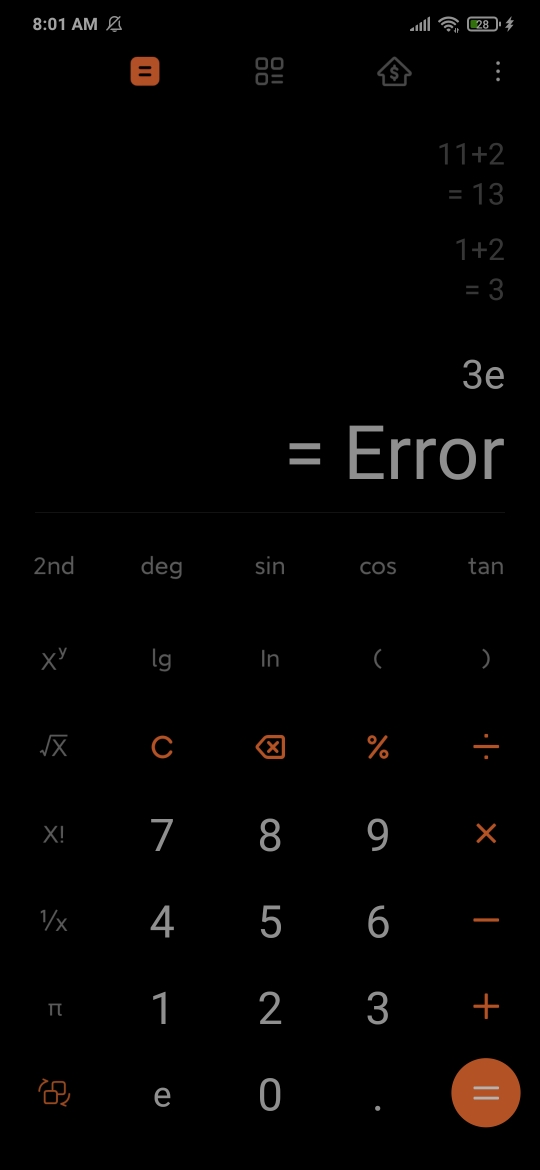 8:01 AM 28
$
11+2
= 13
1+2
= 3
3e
= Error
2nd deg sin cos tan
Xʸ lg ln ( )
√X C % ÷
X! 7 8 9 ×
1/x 4 5 6 −
π 1 2 3 +
e 0 . =